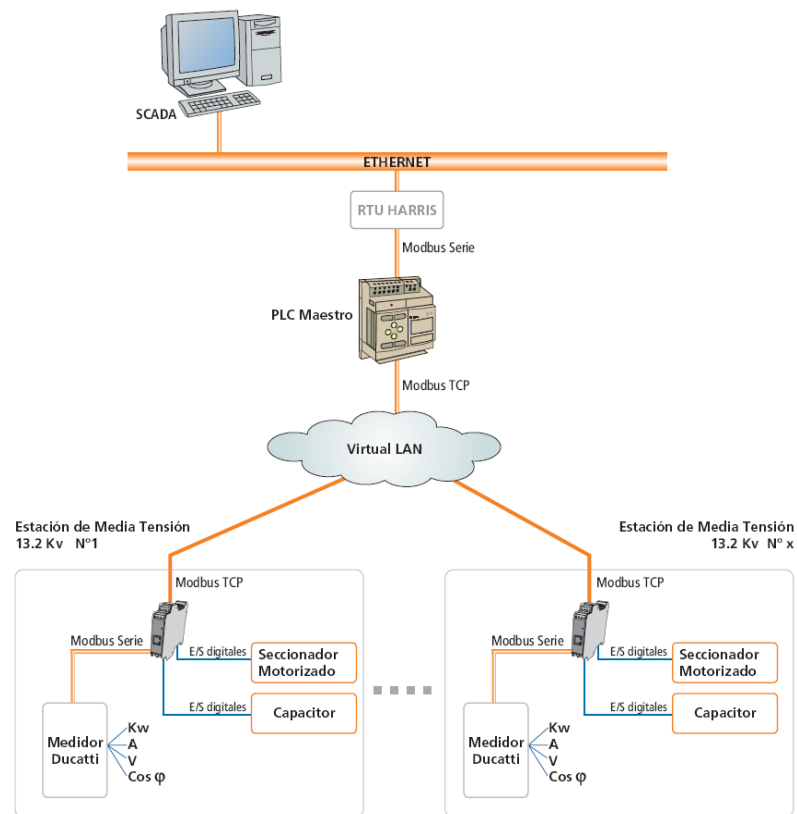 SCADA
ETHERNET
RTU HARRIS
Modbus Serie
PLC Maestro
Modbus TCP
Virtual LAN
Estación de Media Tensión
13.2 Kv N°1
Modbus TCP
Modbus Serie
E/S digitales
Seccionador
Motorizado
E/S digitales
Capacitor
Medidor
Ducatti
Kw
A
V
Cos φ
Estación de Media Tensión
13.2 Kv N° x
Modbus TCP
Modbus Serie
E/S digitales
Seccionador
Motorizado
E/S digitales
Capacitor
Medidor
Ducatti
Kw
A
V
Cos φ